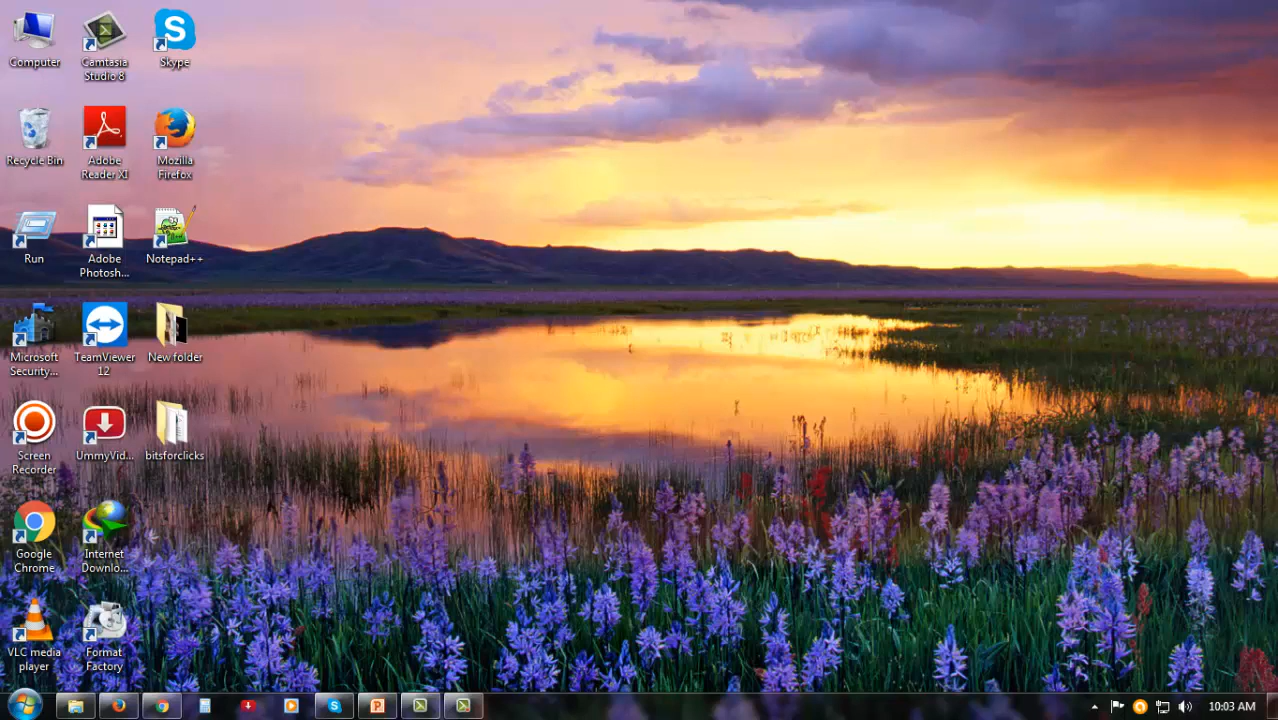 Computer
Camtasia
Studio 8
Skype
Recycle Bin
Adobe
Reader XI
Mozilla
Firefox
Run
Adobe
Photosh...
Notepad++
Microsoft
Security...
TeamViewer
12
New folder
Screen
Recorder
UmmyVid...
bitsforclicks
Google
Chrome
Internet
Downlo...
VLC media
player
Format
Factory
10:03 AM